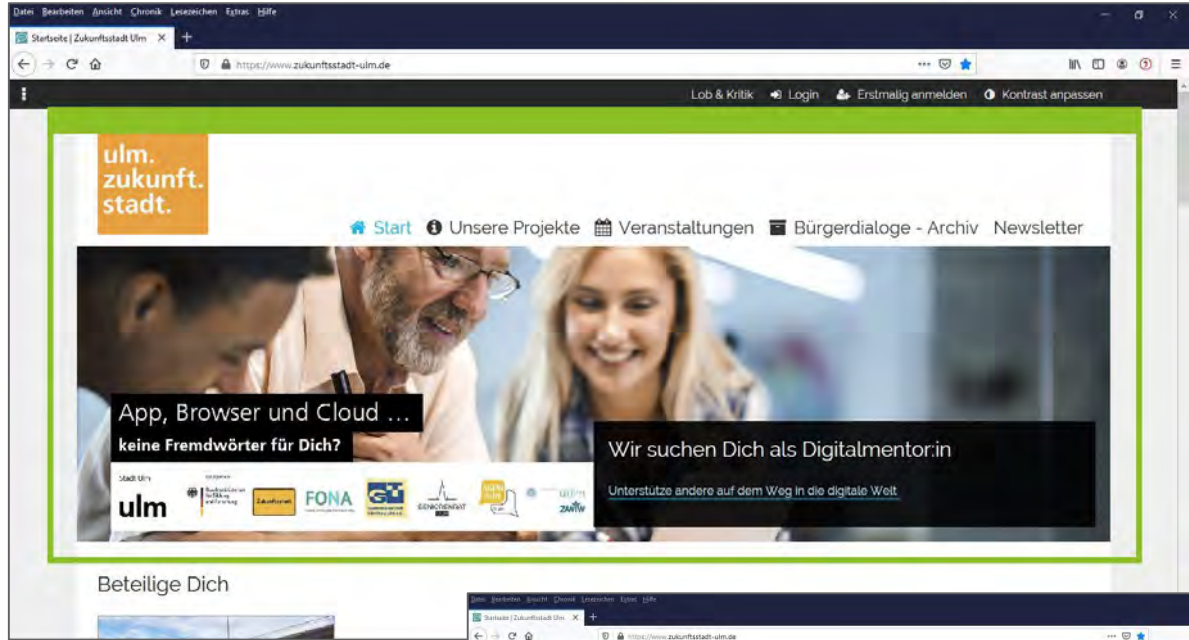 Datei Bearbeiten Ansicht Chronik Lesezeichen Extras Hilfe
Startseite | Zukunftsstadt Ulm
https://www.zukunftsstadt-ulm.de
Lob & Kritik Login Erstmalig anmelden Kontrast anpassen
ulm.
zukunft.
stadt.
Start Unsere Projekte Veranstaltungen Bürgerdialoge - Archiv Newsletter
App, Browser und Cloud ...
keine Fremdwörter für Dich?
Wir suchen Dich als Digitalmentor:in
Unterstütze andere auf dem Weg in die digitale Welt
Stadt Ulm
ulm
Zukunftsstadt
FONA
SENIORENRAT
ZAWiW
Beteilige Dich
Datei Bearbeiten Ansicht Chronik Lesezeichen Extras Hilfe
Startseite | Zukunftsstadt Ulm
https://www.zukunftsstadt-ulm.de